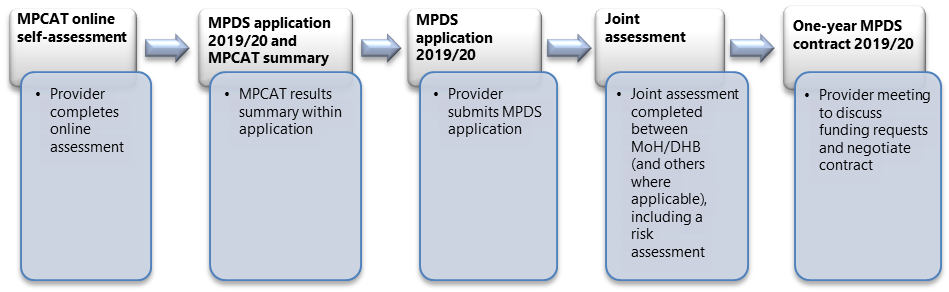 MPCAT online
self-assessment
• Provider
completes
online
assessment
MPDS application
2019/20 and
MPCAT summary
• MPCAT results
summary within
application
MPDS
application
2019/20
• Provider
submits MPDS
application
Joint
assessment
• Joint assessment
completed
between
MoH/DHB
(and others
where
applicable),
including a
risk
assessment
One-year MPDS
contract 2019/20
• Provider meeting
to discuss
funding requests
and negotiate
contract